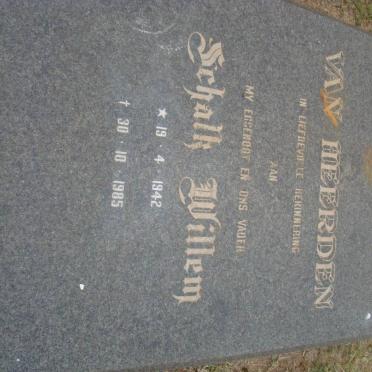 VAN HEERDEN
IN LIEFDEVOLLE HERINNERING
AAN
MY EGGENOOT EN ONS VADER
Schalk Willem
★ 19 4 1942
† 30 10 1985